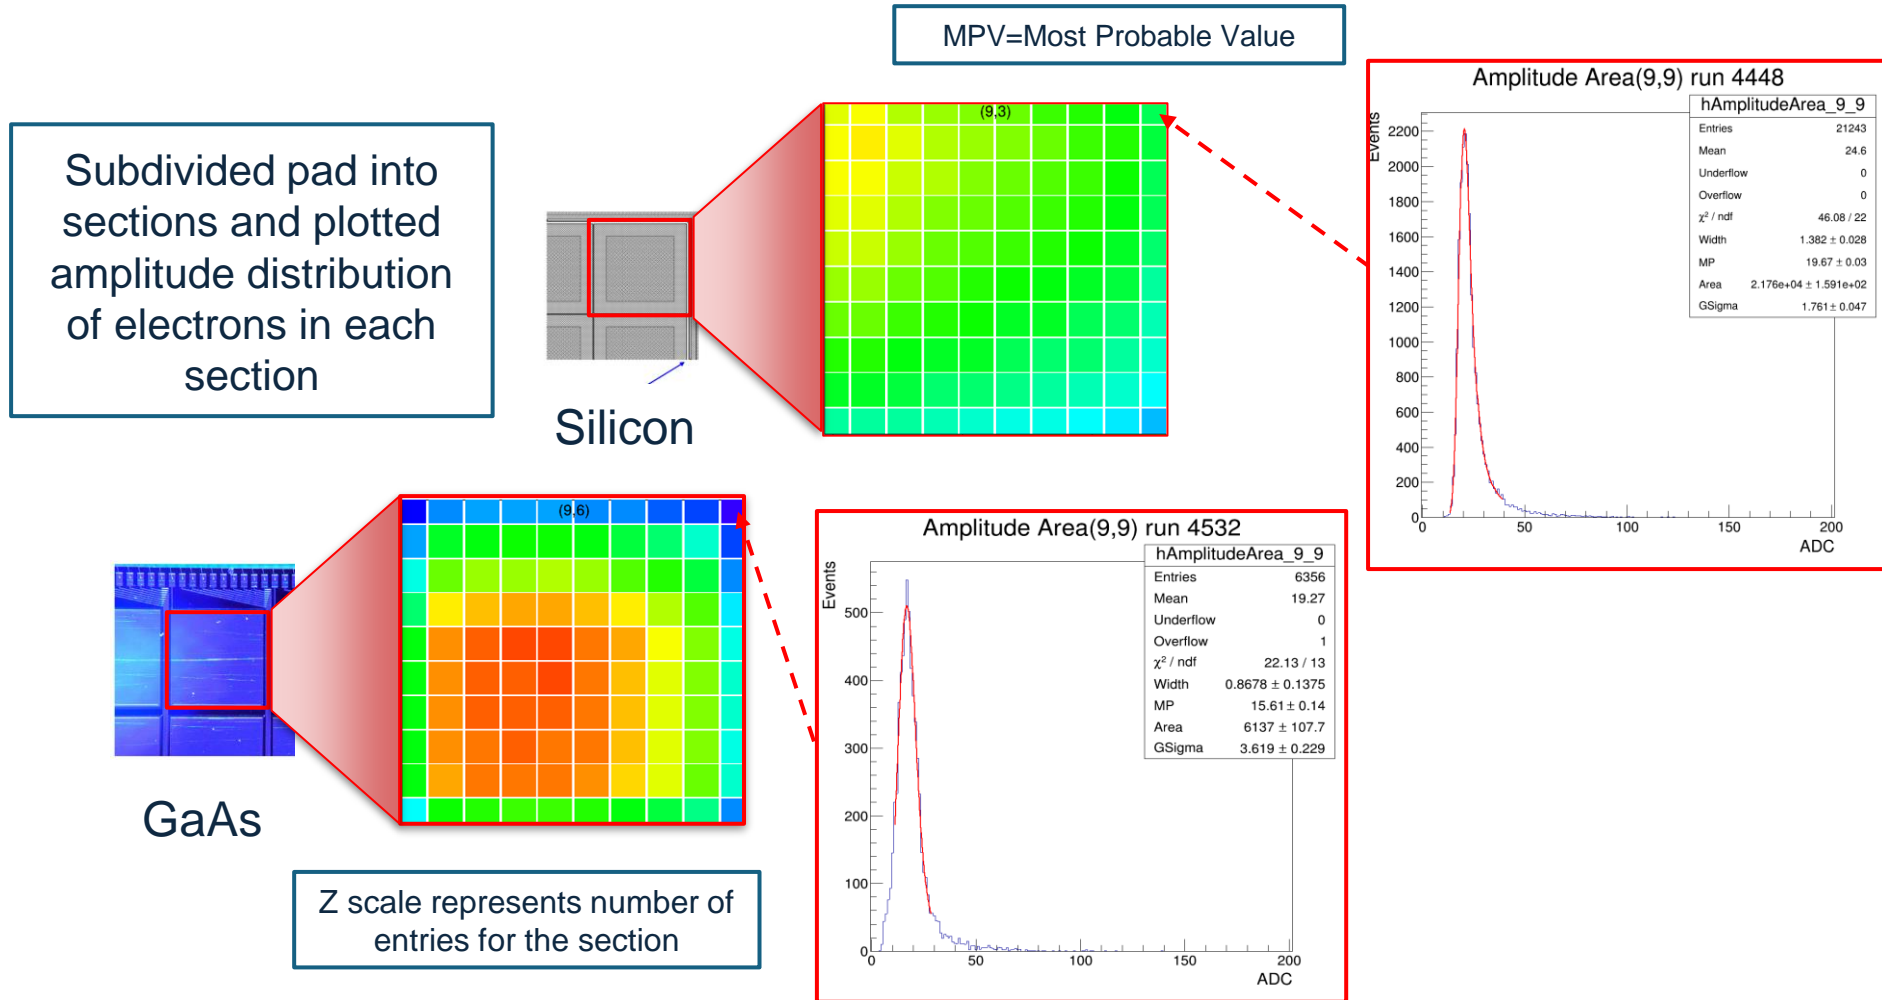 MPV=Most Probable Value
Subdivided pad into
sections and plotted
amplitude distribution
of electrons in each
section
(9,3)
Silicon
Amplitude Area(9,9) run 4448
hAmplitudeArea_9_9
Entries 21243
Mean 24.6
Underflow 0
Overflow 0
χ² / ndf 46.08 / 22
Width 1.382 ± 0.028
MP 19.67 ± 0.03
Area 2.176e+04 ± 1.591e+02
GSigma 1.761 ± 0.047
Events
2200
2000
1800
1600
1400
1200
1000
800
600
400
200
0
0 50 100 150 200
ADC
(9,6)
GaAs
Z scale represents number of
entries for the section
Amplitude Area(9,9) run 4532
hAmplitudeArea_9_9
Entries 6356
Mean 19.27
Underflow 0
Overflow 1
χ² / ndf 22.13 / 13
Width 0.8678 ± 0.1375
MP 15.61 ± 0.14
Area 6137 ± 107.7
GSigma 3.619 ± 0.229
Events
500
400
300
200
100
0
0 50 100 150 200
ADC